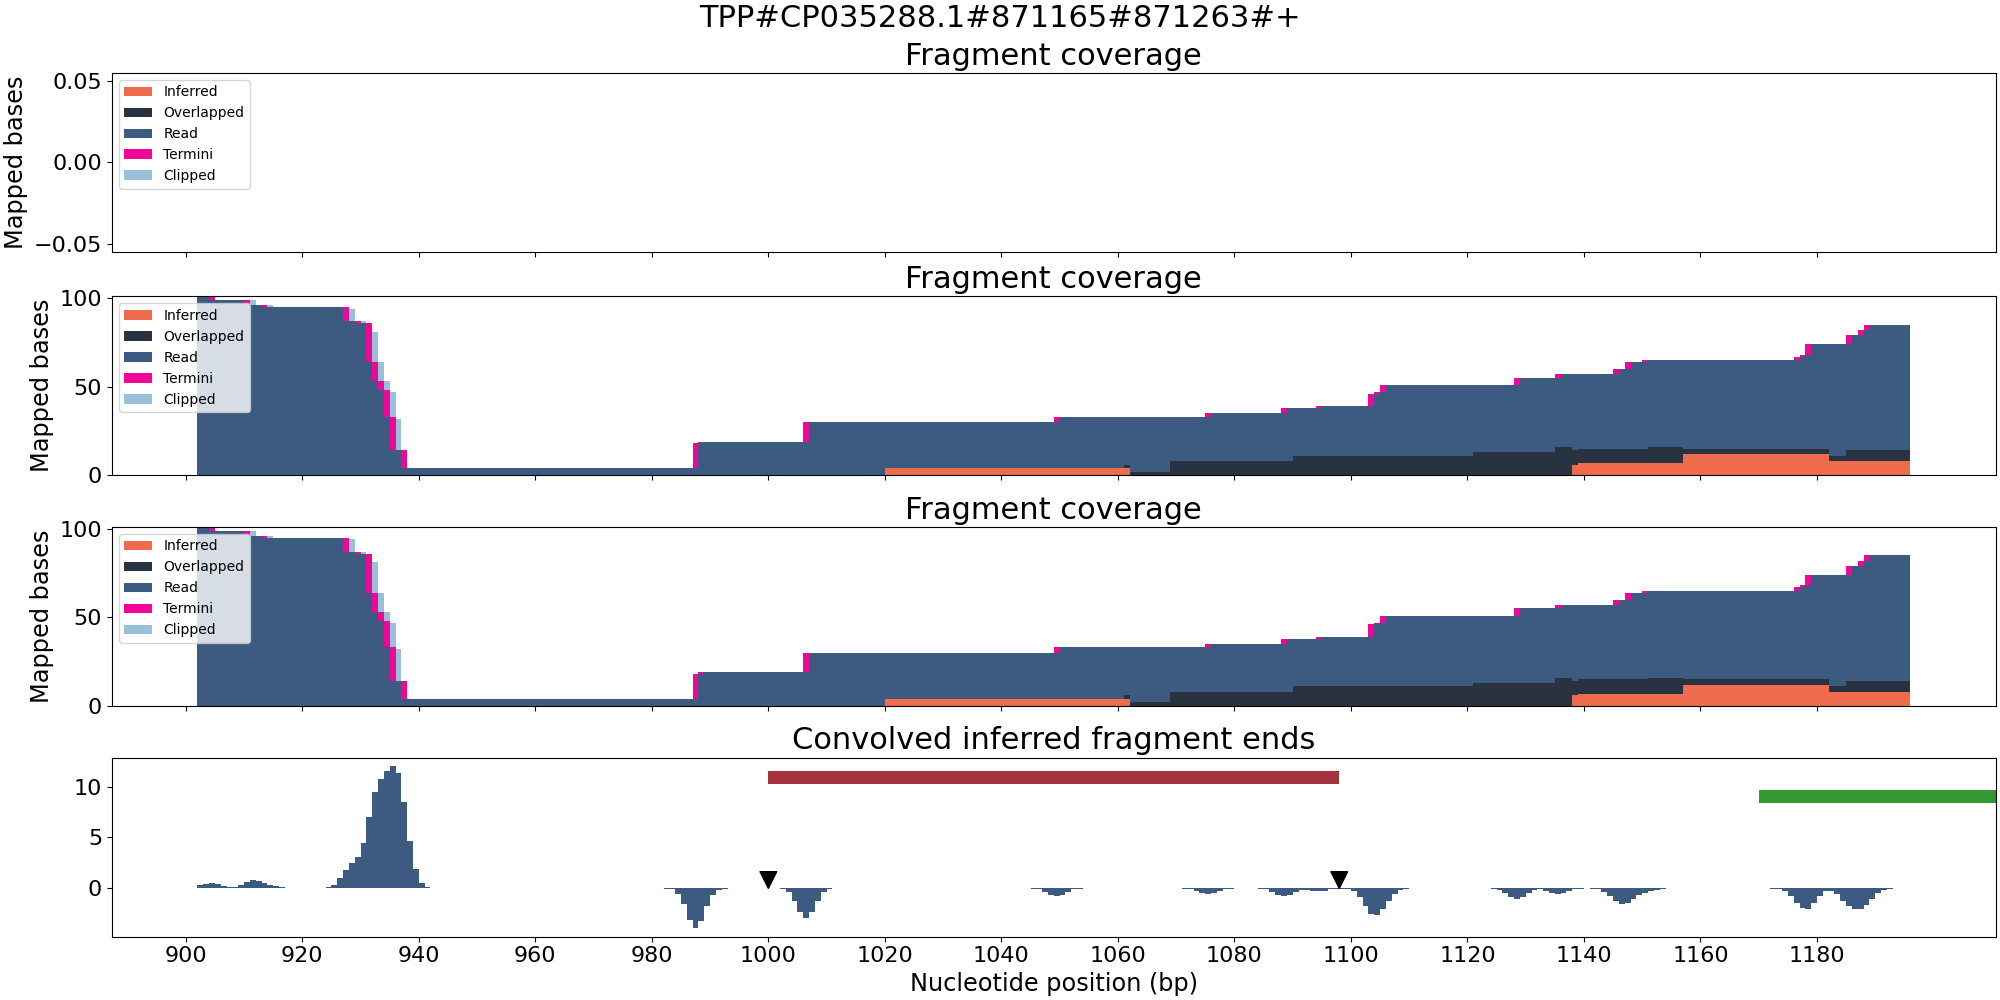 TPP#CP035288.1#871165#871263#+
Fragment coverage
Mapped bases
0.05
0.00
−0.05
Inferred
Overlapped
Read
Termini
Clipped
Fragment coverage
Mapped bases
100
50
0
Inferred
Overlapped
Read
Termini
Clipped
Fragment coverage
Mapped bases
100
50
0
Inferred
Overlapped
Read
Termini
Clipped
Convolved inferred fragment ends
10
5
0
900 920 940 960 980 1000 1020 1040 1060 1080 1100 1120 1140 1160 1180
Nucleotide position (bp)